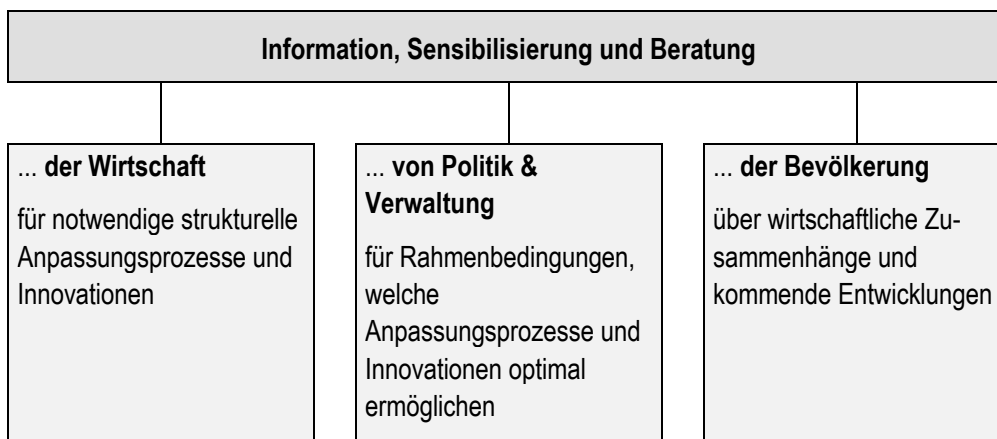 Information, Sensibilisierung und Beratung
... der Wirtschaft
für notwendige strukturelle
Anpassungsprozesse und
Innovationen
... von Politik &
Verwaltung
für Rahmenbedingungen,
welche
Anpassungsprozesse und
Innovationen optimal
ermöglichen
... der Bevölkerung
über wirtschaftliche Zu-
sammenhänge und
kommende Entwicklungen